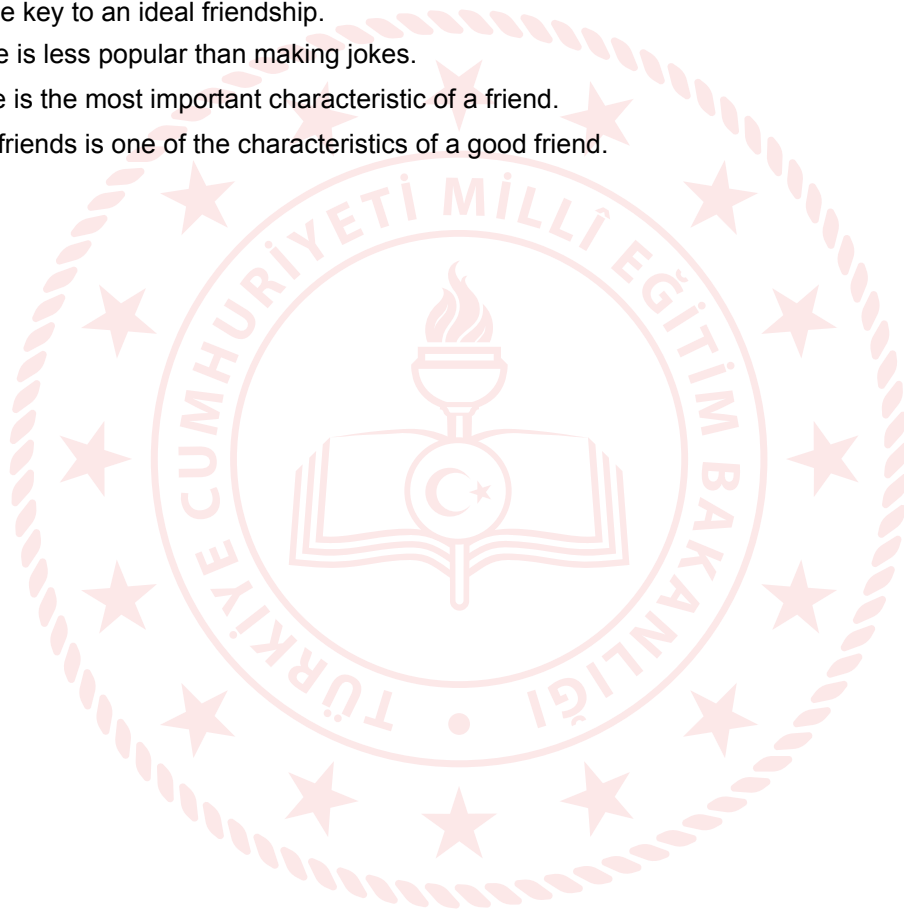 e key to an ideal friendship.
e is less popular than making jokes.
e is the most important characteristic of a friend.
friends is one of the characteristics of a good friend.
TÜRKİYE CUMHURİYETİ MİLLÎ EĞİTİM BAKANLIĞI